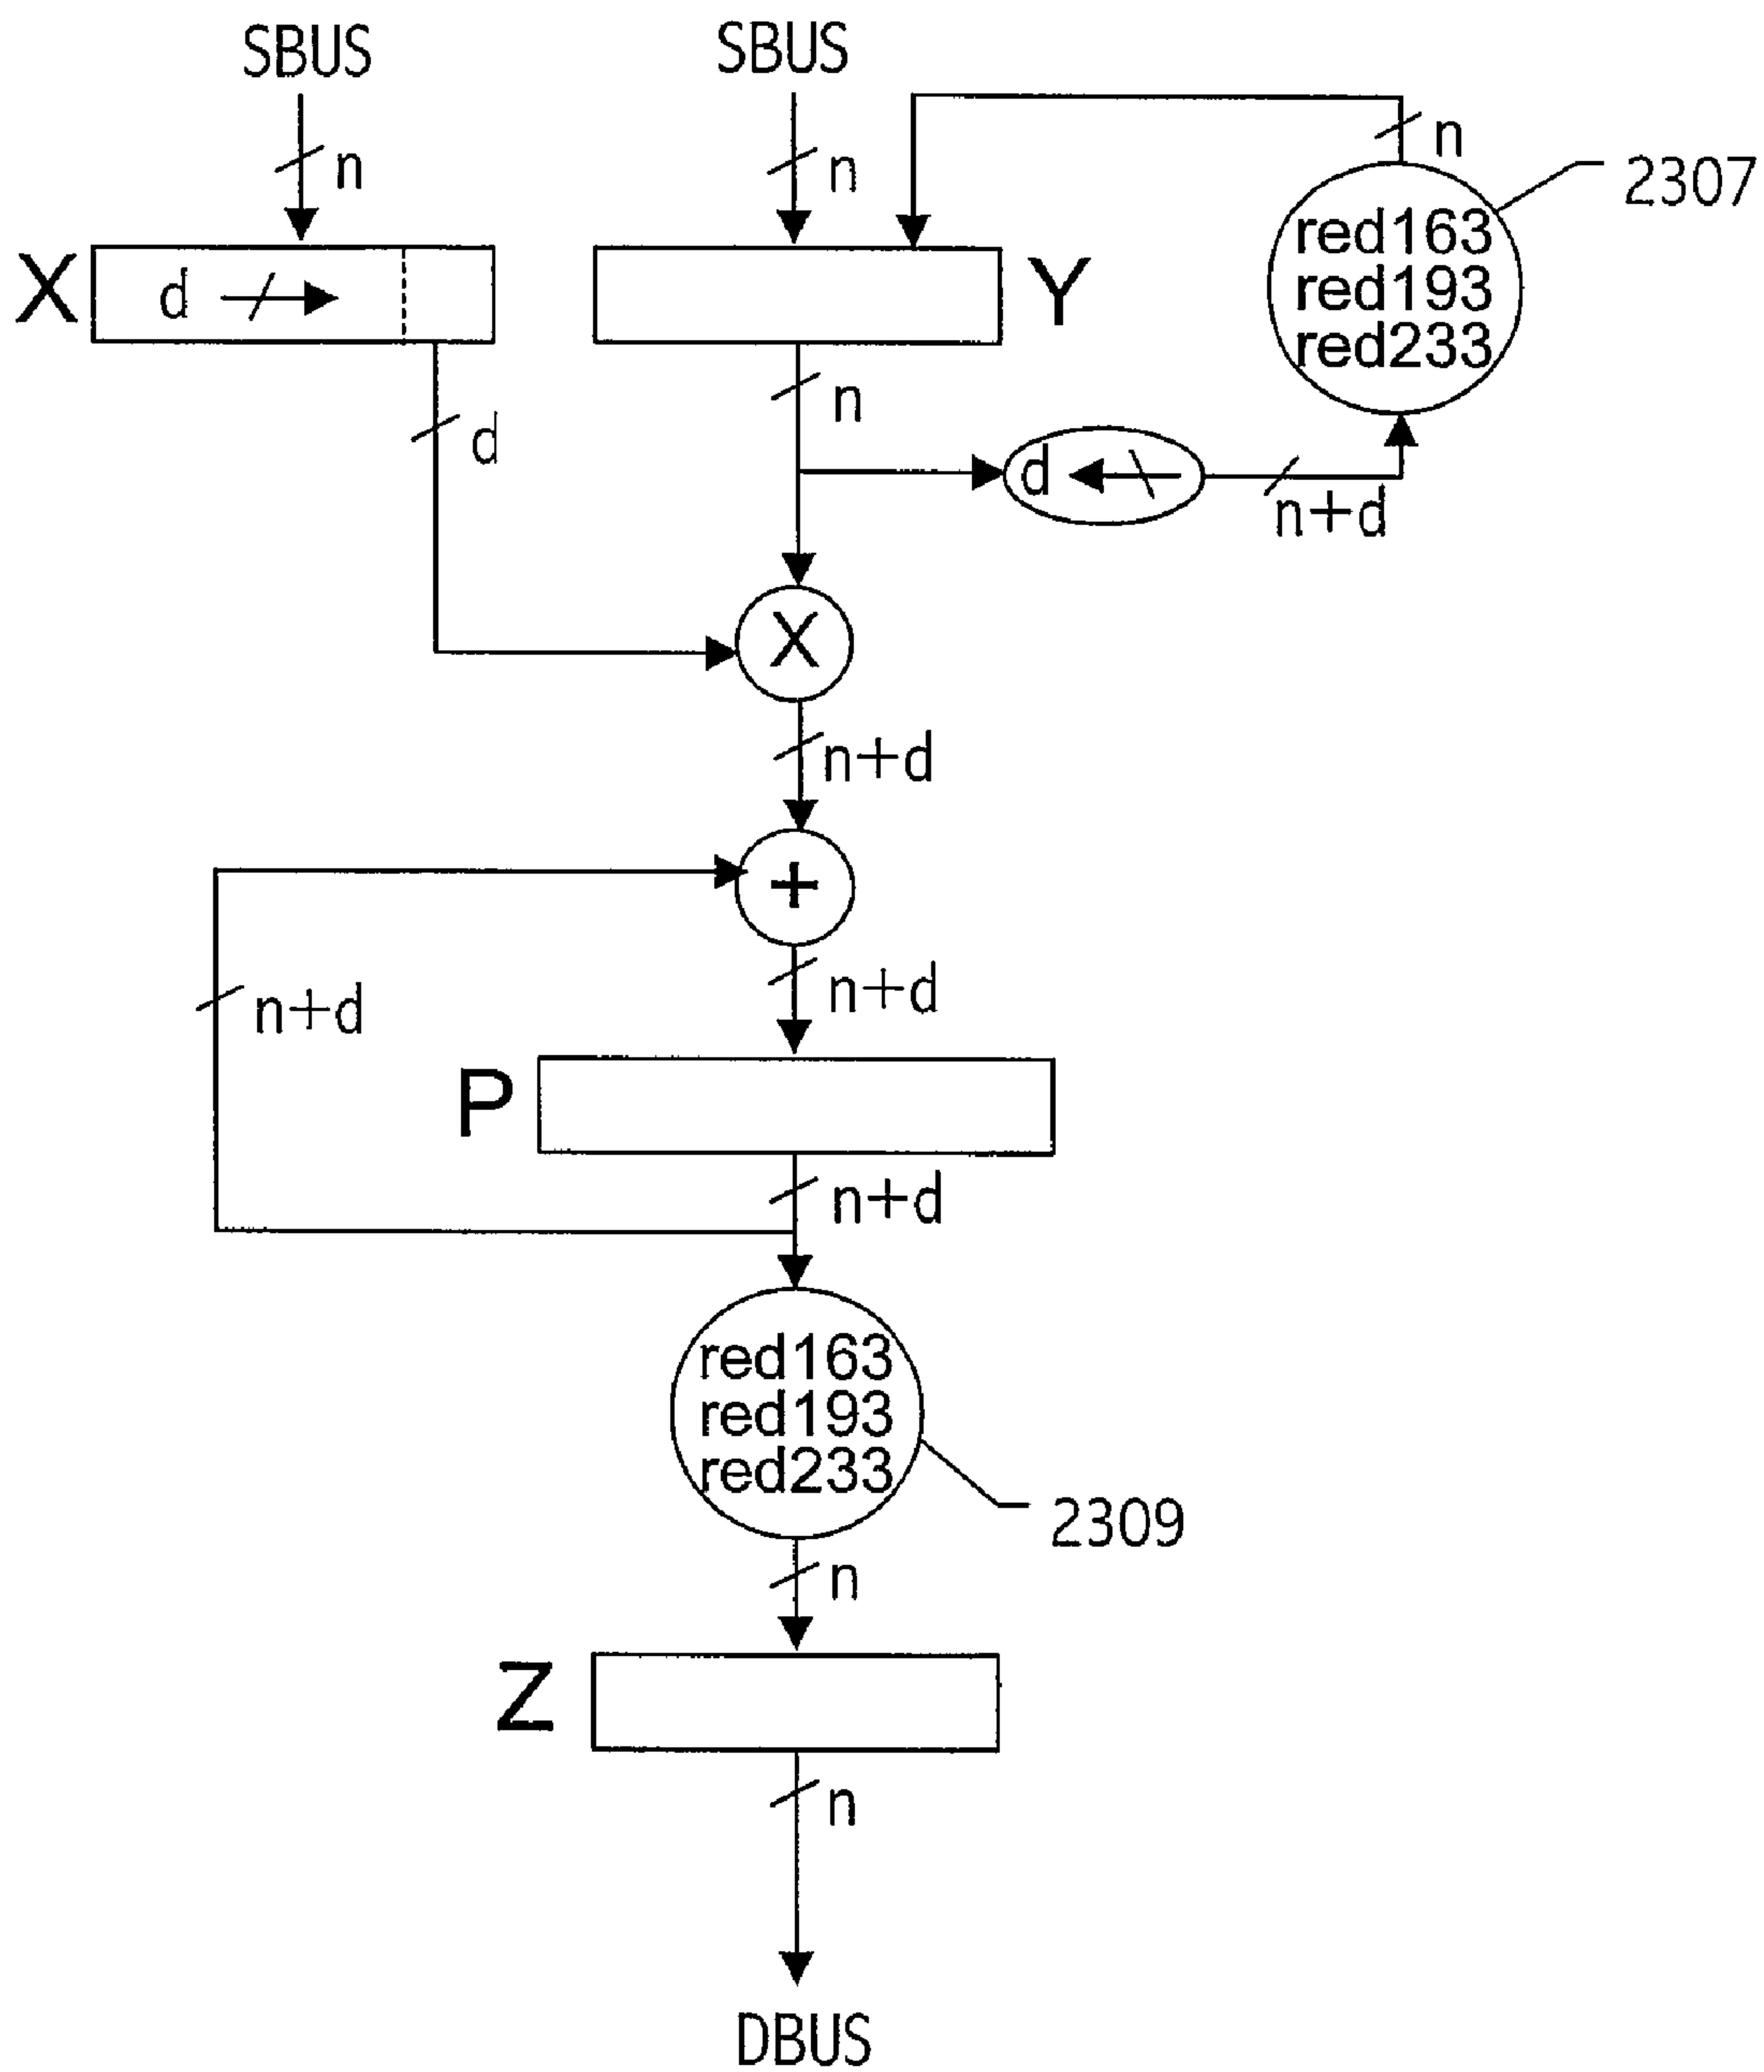 SBUS
SBUS
n
n
n
2307
red163
red193
red233
X
d
Y
n
d
d
n+d
X
n+d
+
n+d
n+d
P
n+d
red163
red193
red233
2309
n
Z
n
DBUS